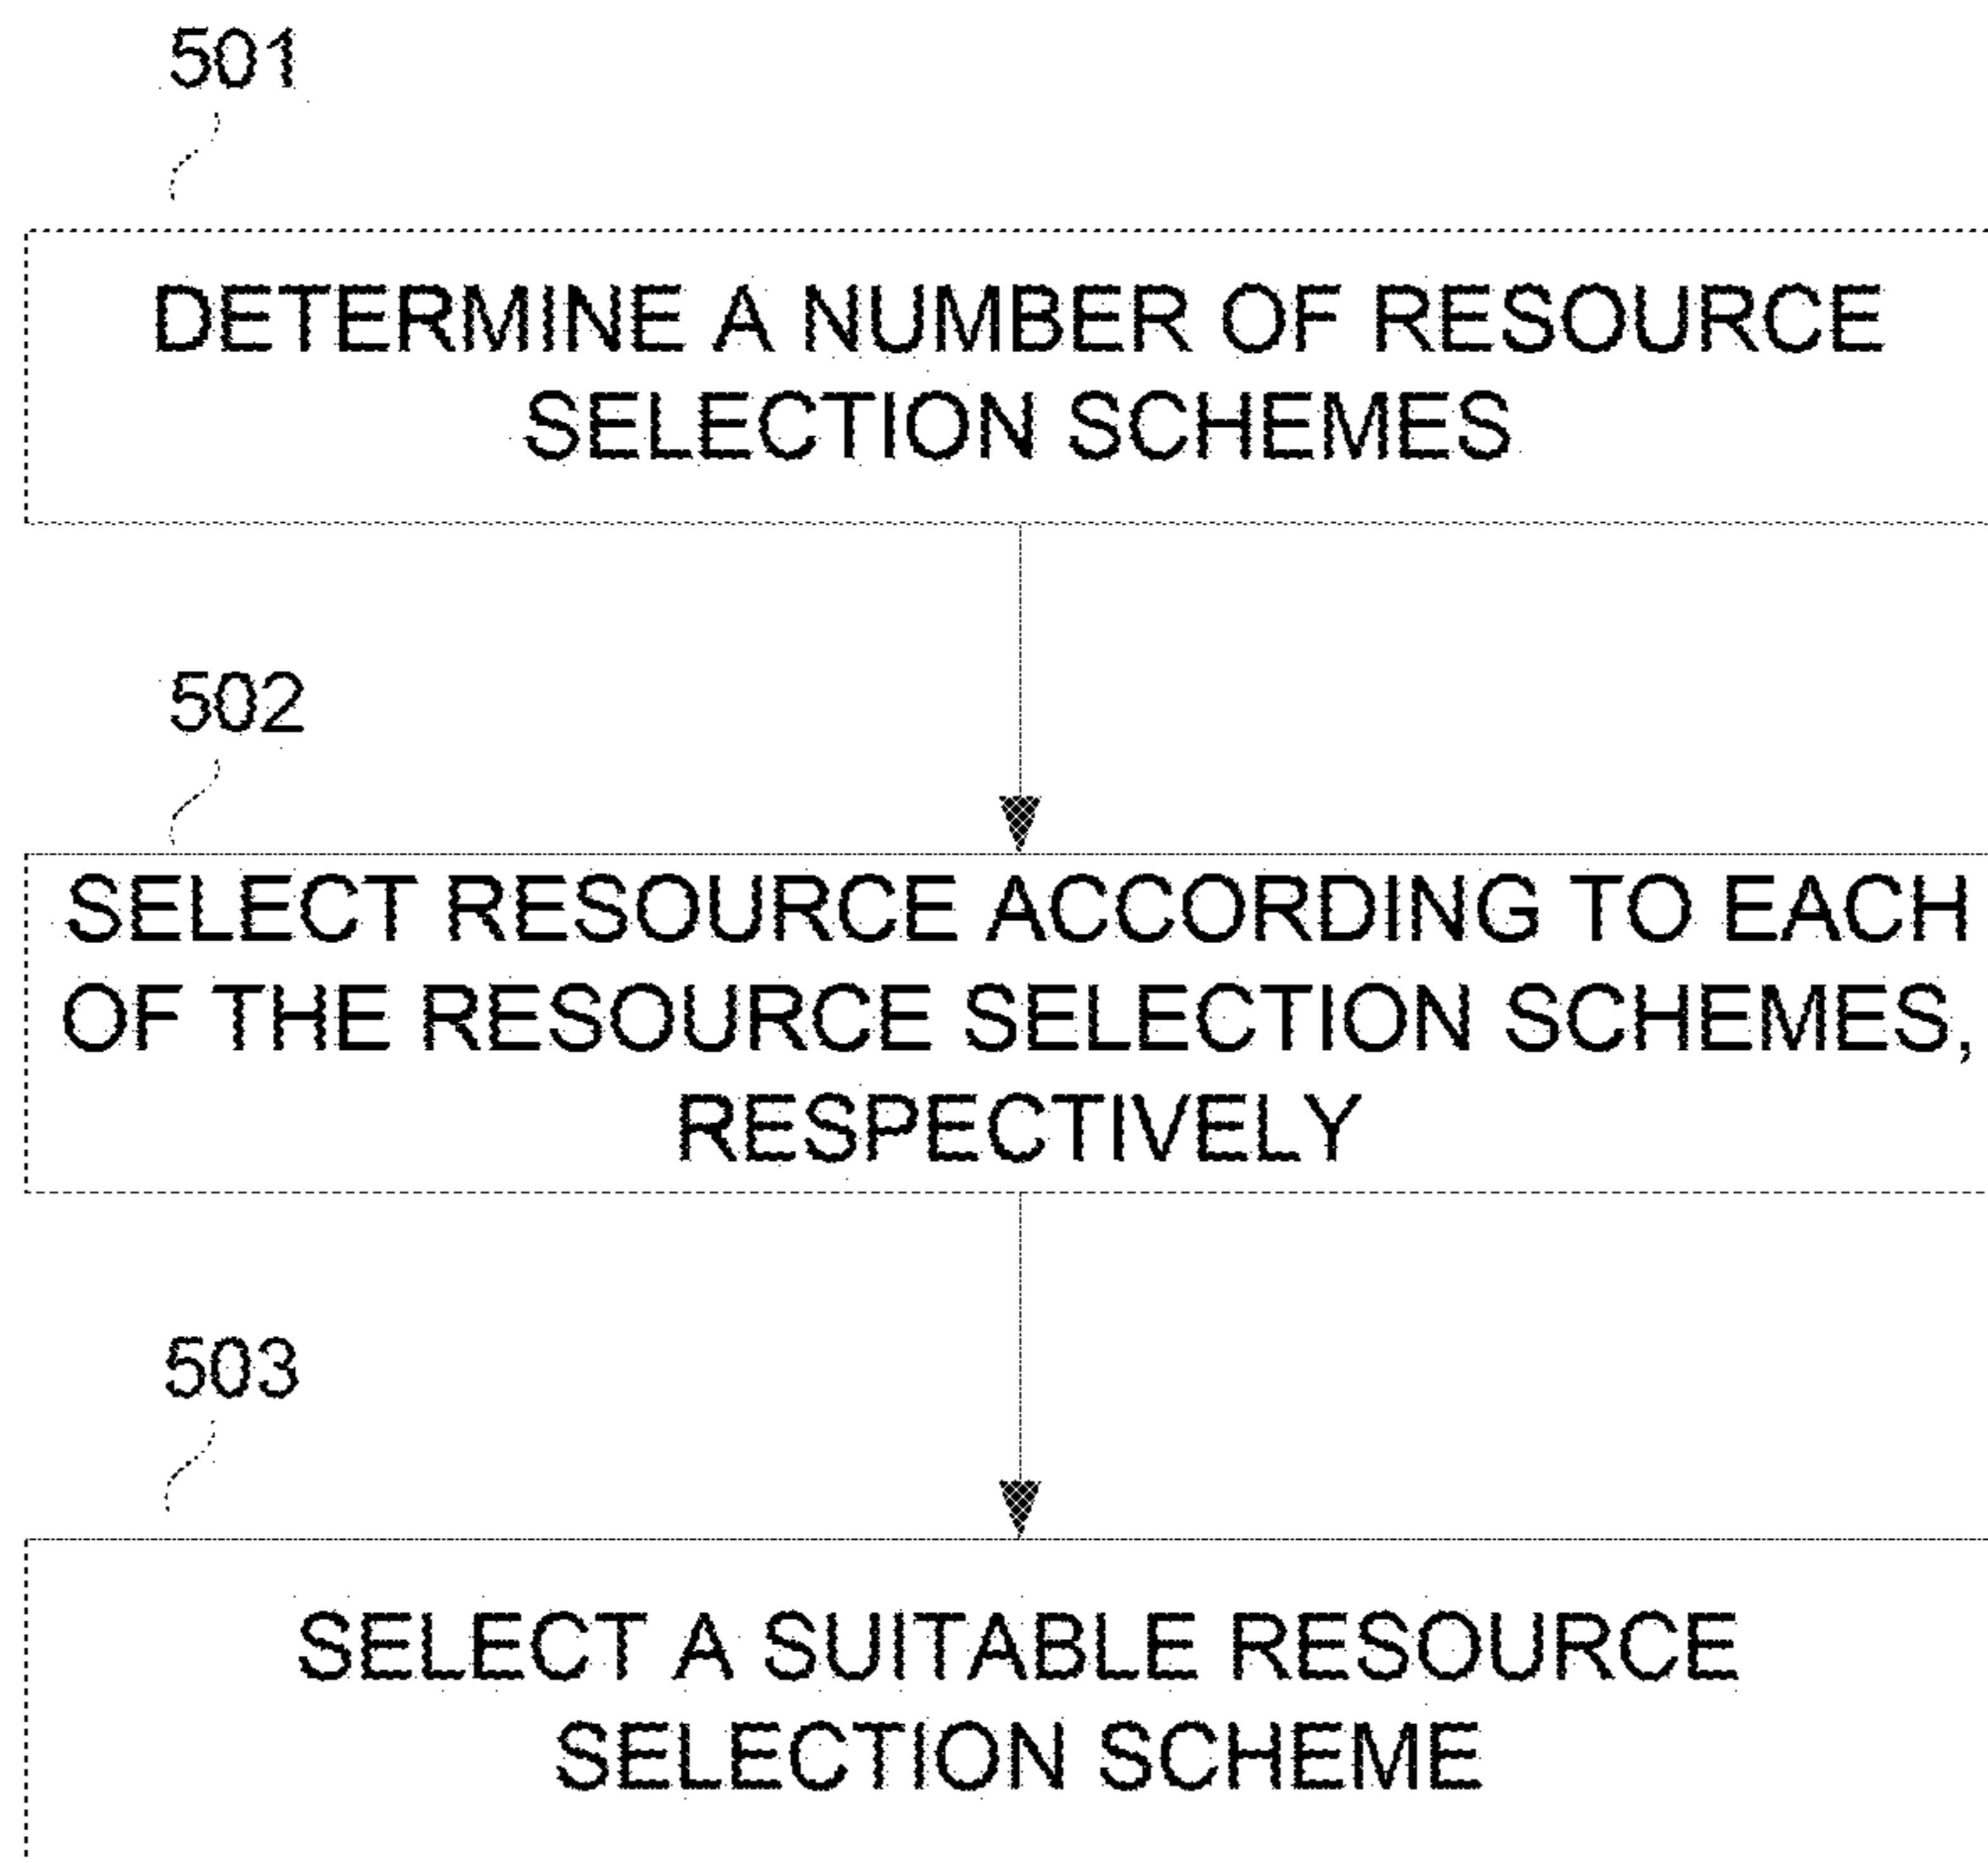 501
DETERMINE A NUMBER OF RESOURCE
SELECTION SCHEMES
502
SELECT RESOURCE ACCORDING TO EACH
OF THE RESOURCE SELECTION SCHEMES,
RESPECTIVELY
503
SELECT A SUITABLE RESOURCE
SELECTION SCHEME